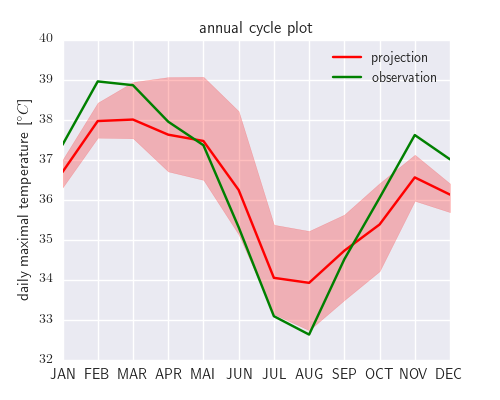 annual cycle plot
projection
observation
daily maximal temperature [°C]
40
39
38
37
36
35
34
33
32
JAN FEB MAR APR MAI JUN JUL AUG SEP OCT NOV DEC